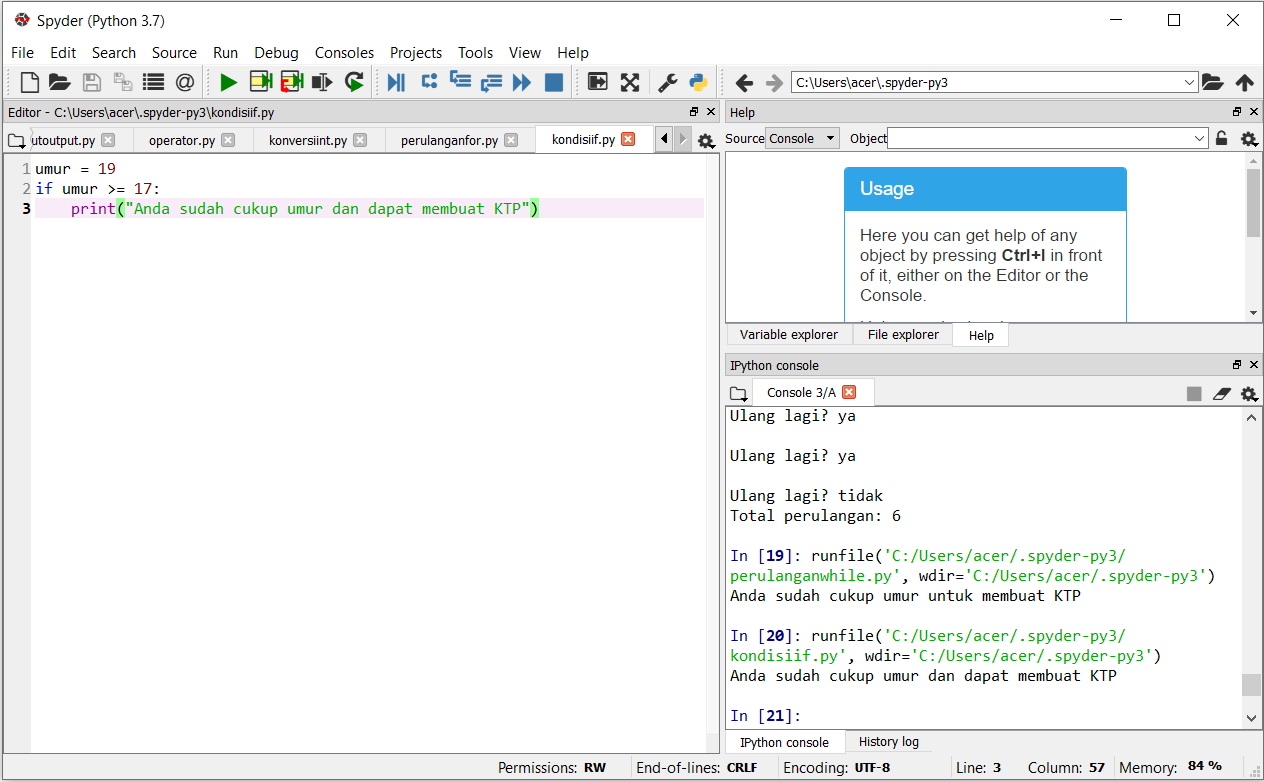 Spyder (Python 3.7)
File Edit Search Source Run Debug Consoles Projects Tools View Help
C:\Users\acer\.spyder-py3
Editor - C:\Users\acer\.spyder-py3\kondisiif.py
utoutput.py operator.py konversiint.py perulanganfor.py kondisiif.py
1 umur = 19
2 if umur >= 17:
3 print("Anda sudah cukup umur dan dapat membuat KTP")
Help
Source Console Object
Usage
Here you can get help of any
object by pressing Ctrl+I in front
of it, either on the Editor or the
Console.
Variable explorer File explorer Help
IPython console
Console 3/A
Ulang lagi? ya
Ulang lagi? ya
Ulang lagi? tidak
Total perulangan: 6
In [19]: runfile('C:/Users/acer/.spyder-py3/
perulanganwhile.py', wdir='C:/Users/acer/.spyder-py3')
Anda sudah cukup umur untuk membuat KTP
In [20]: runfile('C:/Users/acer/.spyder-py3/
kondisiif.py', wdir='C:/Users/acer/.spyder-py3')
Anda sudah cukup umur dan dapat membuat KTP
In [21]:
IPython console History log
Permissions: RW End-of-lines: CRLF Encoding: UTF-8 Line: 3 Column: 57 Memory: 84 %